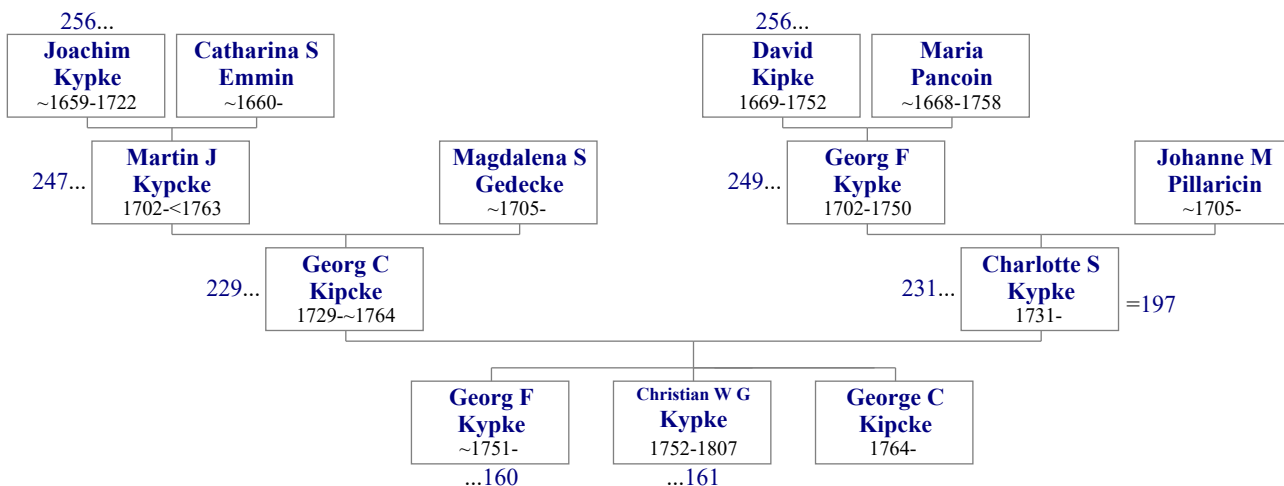 256...
Joachim
Kypke
~1659-1722
Catharina S
Emmin
~1660-
256...
David
Kipke
1669-1752
Maria
Pancoin
~1668-1758
247...
Martin J
Kypcke
1702-<1763
Magdalena S
Gedecke
~1705-
249...
Georg F
Kypke
1702-1750
Johanne M
Pillaricin
~1705-
229...
Georg C
Kipcke
1729-~1764
231...
Charlotte S
Kypke
1731-
=197
Georg F
Kypke
~1751-
...160
Christian W G
Kypke
1752-1807
...161
George C
Kipcke
1764-